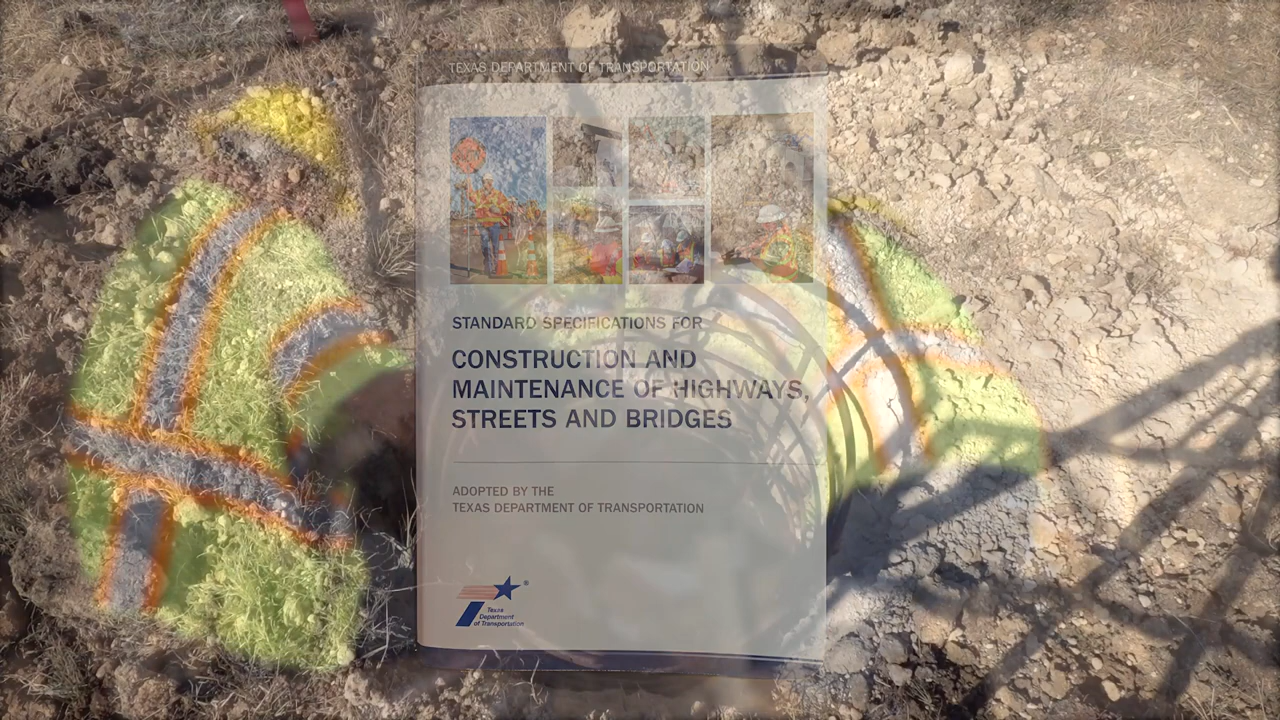 TEXAS DEPARTMENT OF TRANSPORTATION
STANDARD SPECIFICATIONS FOR
CONSTRUCTION AND
MAINTENANCE OF HIGHWAYS,
STREETS AND BRIDGES
ADOPTED BY THE
TEXAS DEPARTMENT OF TRANSPORTATION
®
Texas
Department
of Transportation